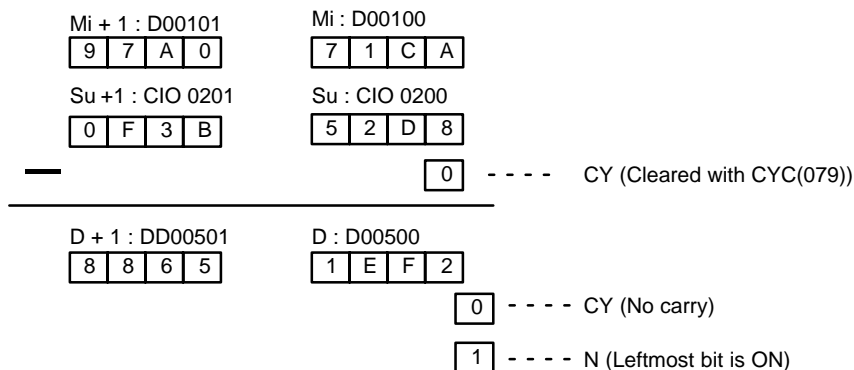 Mi + 1 : D00101 Mi : D00100
9 7 A 0 7 1 C A
Su +1 : CIO 0201 Su : CIO 0200
0 F 3 B 5 2 D 8
0 CY (Cleared with CYC(079))
D + 1 : DD00501 D : D00500
8 8 6 5 1 E F 2
0 CY (No carry)
1 N (Leftmost bit is ON)